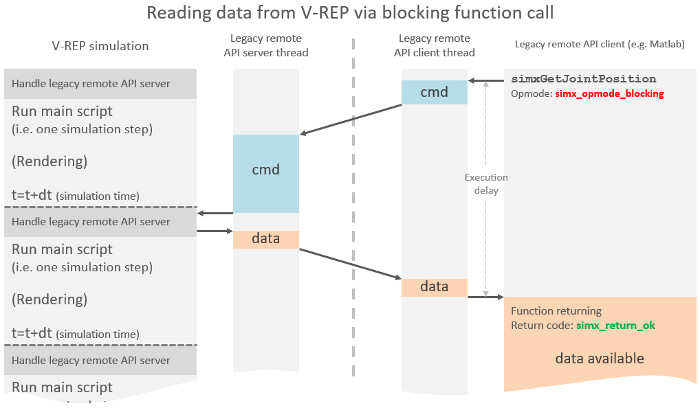 Reading data from V-REP via blocking function call
V-REP simulation
Legacy remote
API server thread
Legacy remote
API client thread
Legacy remote API client (e.g. Matlab)
Handle legacy remote API server
Run main script
(i.e. one simulation step)
(Rendering)
t=t+dt (simulation time)
Handle legacy remote API server
Run main script
(i.e. one simulation step)
(Rendering)
t=t+dt (simulation time)
Handle legacy remote API server
Run main script
cmd
data
cmd
data
simxGetJointPosition
Opmode: simx_opmode_blocking
Execution
delay
Function returning
Return code: simx_return_ok
data available